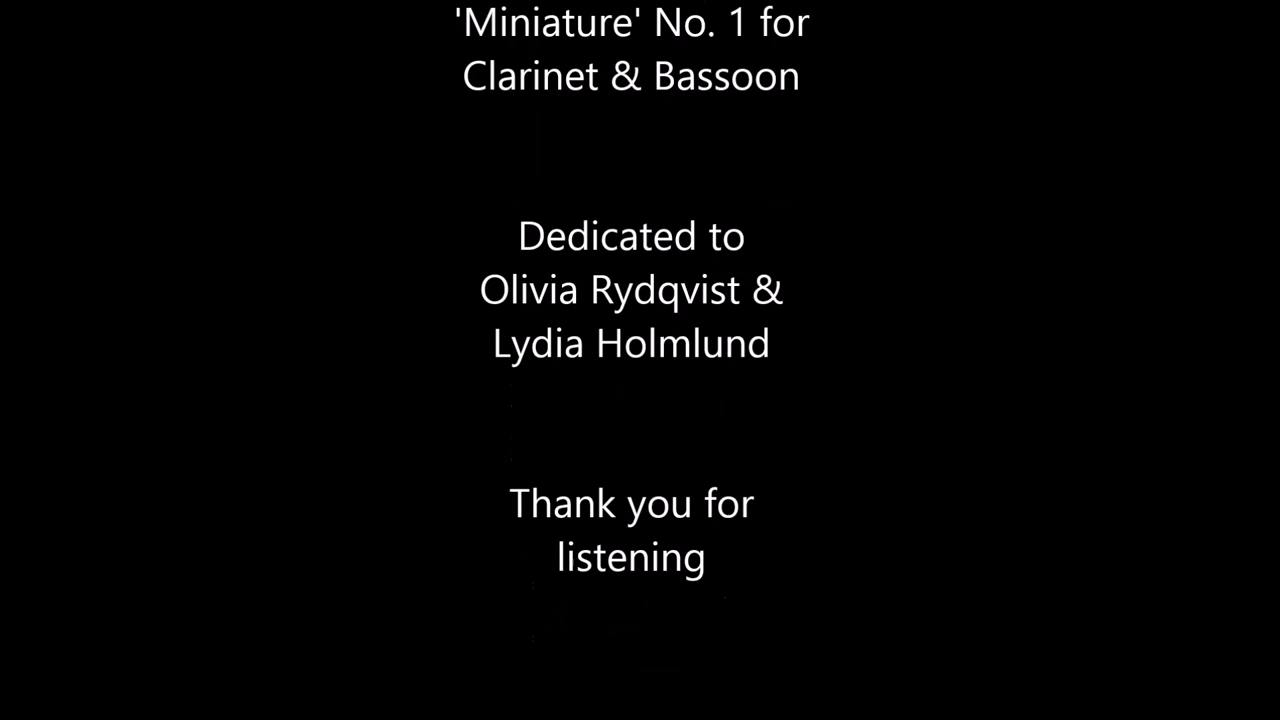 'Miniature' No. 1 for
Clarinet & Bassoon
Dedicated to
Olivia Rydqvist &
Lydia Holmlund
Thank you for
listening